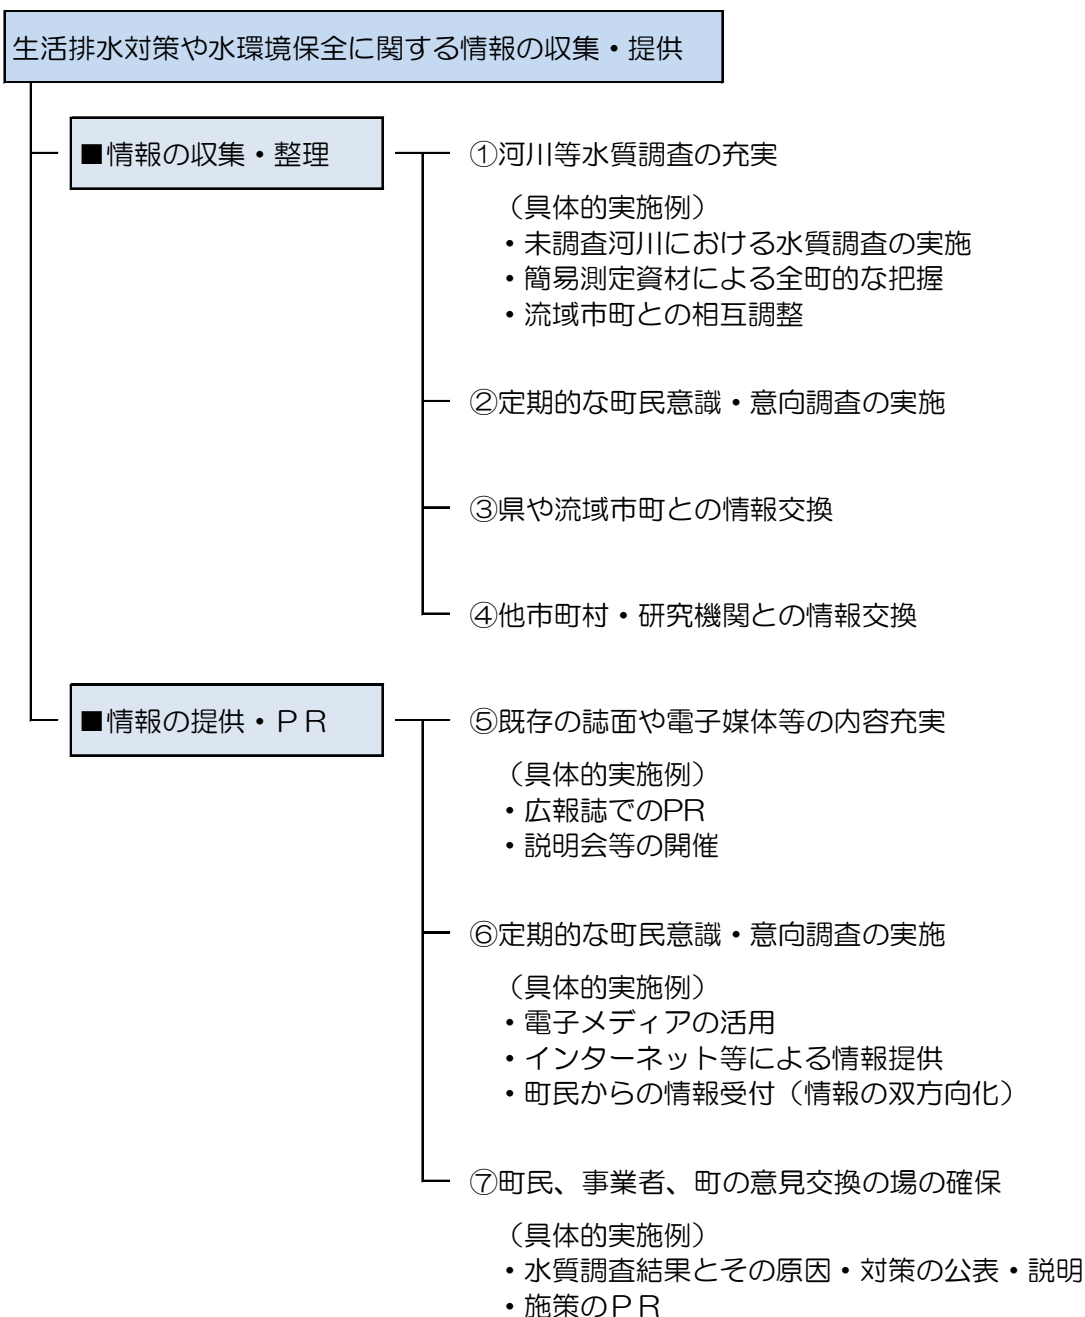 生活排水対策や水環境保全に関する情報の収集・提供
■情報の収集・整理
①河川等水質調査の充実
（具体的実施例）
・未調査河川における水質調査の実施
・簡易測定資材による全町的な把握
・流域市町との相互調整
②定期的な町民意識・意向調査の実施
③県や流域市町との情報交換
④他市町村・研究機関との情報交換
■情報の提供・ＰＲ
⑤既存の誌面や電子媒体等の内容充実
（具体的実施例）
・広報誌でのPR
・説明会等の開催
⑥定期的な町民意識・意向調査の実施
（具体的実施例）
・電子メディアの活用
・インターネット等による情報提供
・町民からの情報受付（情報の双方向化）
⑦町民、事業者、町の意見交換の場の確保
（具体的実施例）
・水質調査結果とその原因・対策の公表・説明
・施策のＰＲ